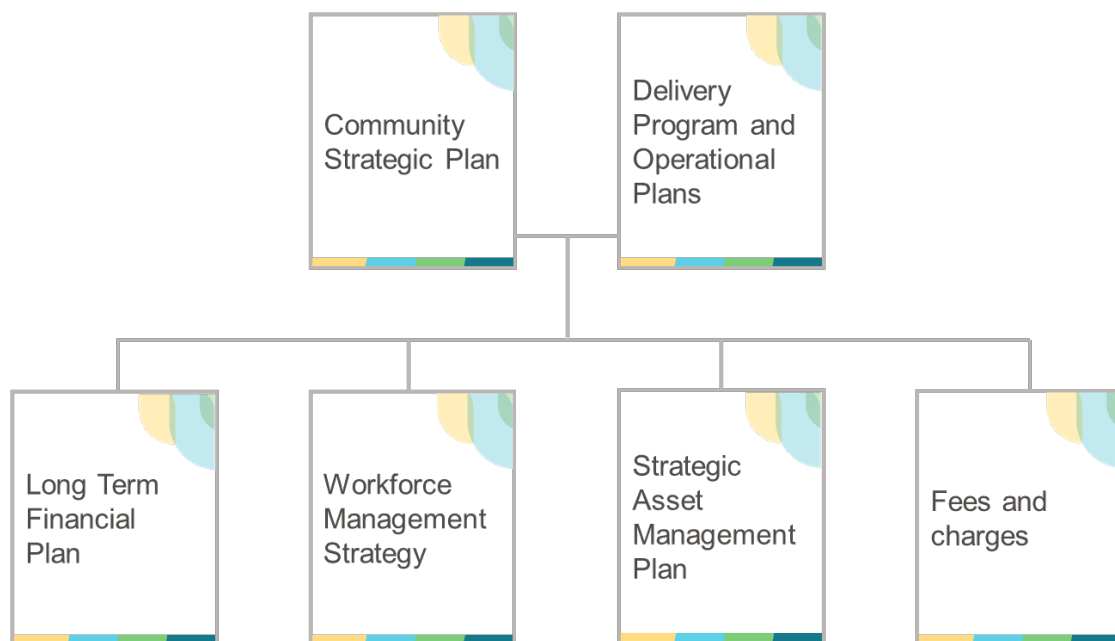 Community
Strategic Plan
Delivery
Program and
Operational
Plans
Long Term
Financial
Plan
Workforce
Management
Strategy
Strategic
Asset
Management
Plan
Fees and
charges